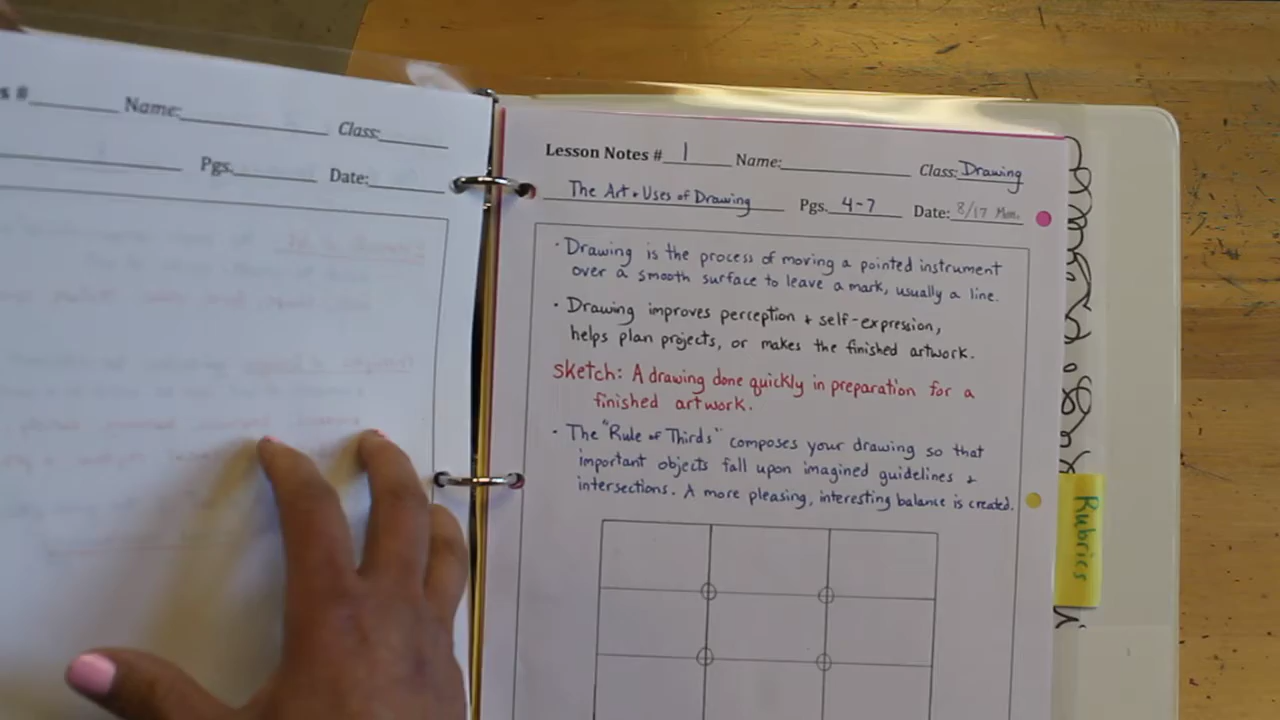 Name: Class:
Pgs. Date:
Lesson Notes # 1 Name: Class: Drawing
The Art + Uses of Drawing Pgs. 4-7 Date: 8/17 Mon.
· Drawing is the process of moving a pointed instrument
over a smooth surface to leave a mark, usually a line.
· Drawing improves perception + self-expression,
helps plan projects, or makes the finished artwork.
Sketch: A drawing done quickly in preparation for a
finished artwork.
· The "Rule of Thirds" composes your drawing so that
important objects fall upon imagined guidelines +
intersections. A more pleasing, interesting balance is created.
Rubrics